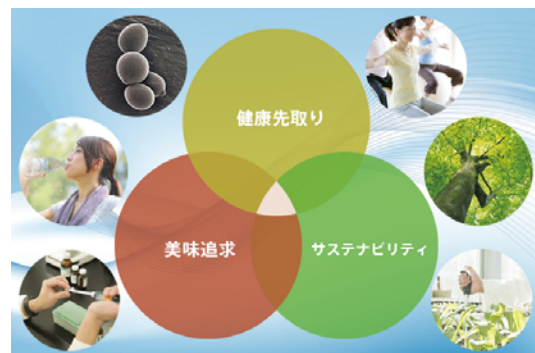 健康先取り
美味追求
サステナビリティ